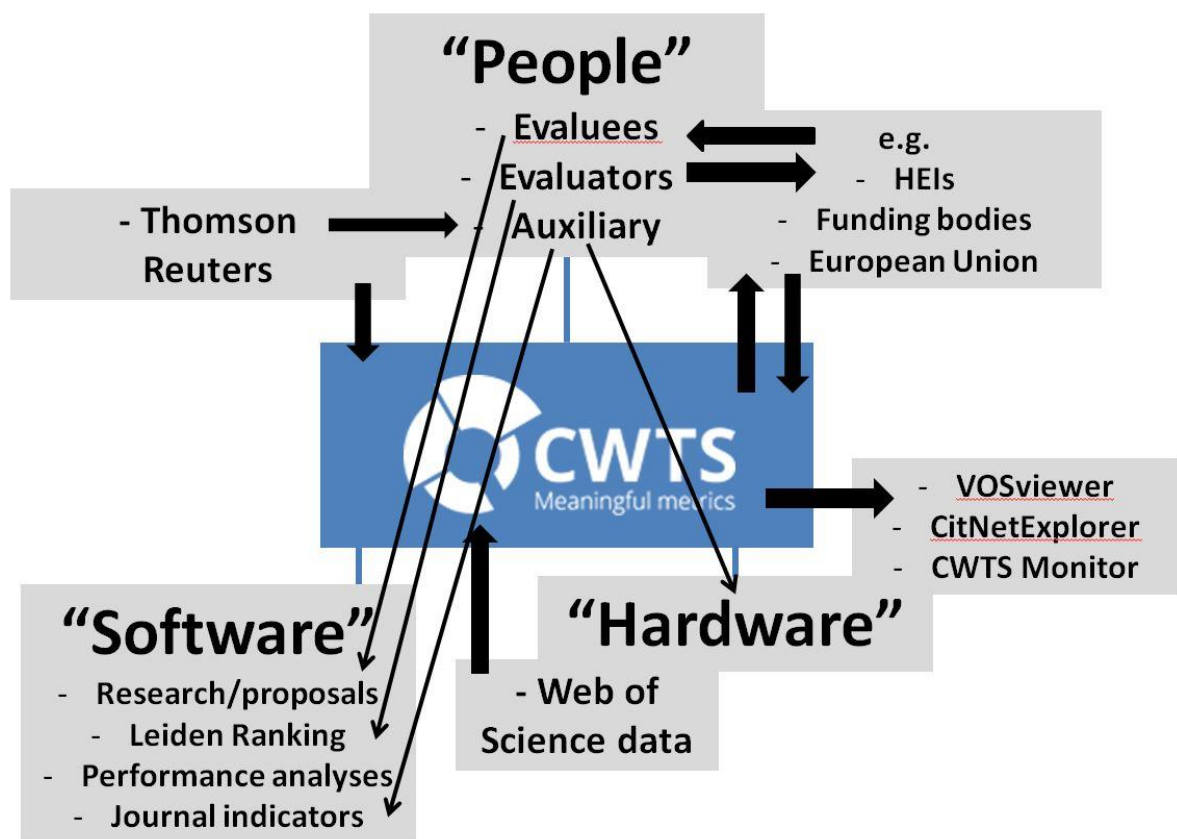 “People”
- Evaluees
- Evaluators
- Auxiliary
e.g.
- HEIs
- Funding bodies
- European Union
- Thomson
Reuters
CWTS
Meaningful metrics
- VOSviewer
- CitNetExplorer
- CWTS Monitor
“Software”
- Research/proposals
- Leiden Ranking
- Performance analyses
- Journal indicators
“Hardware”
- Web of
Science data